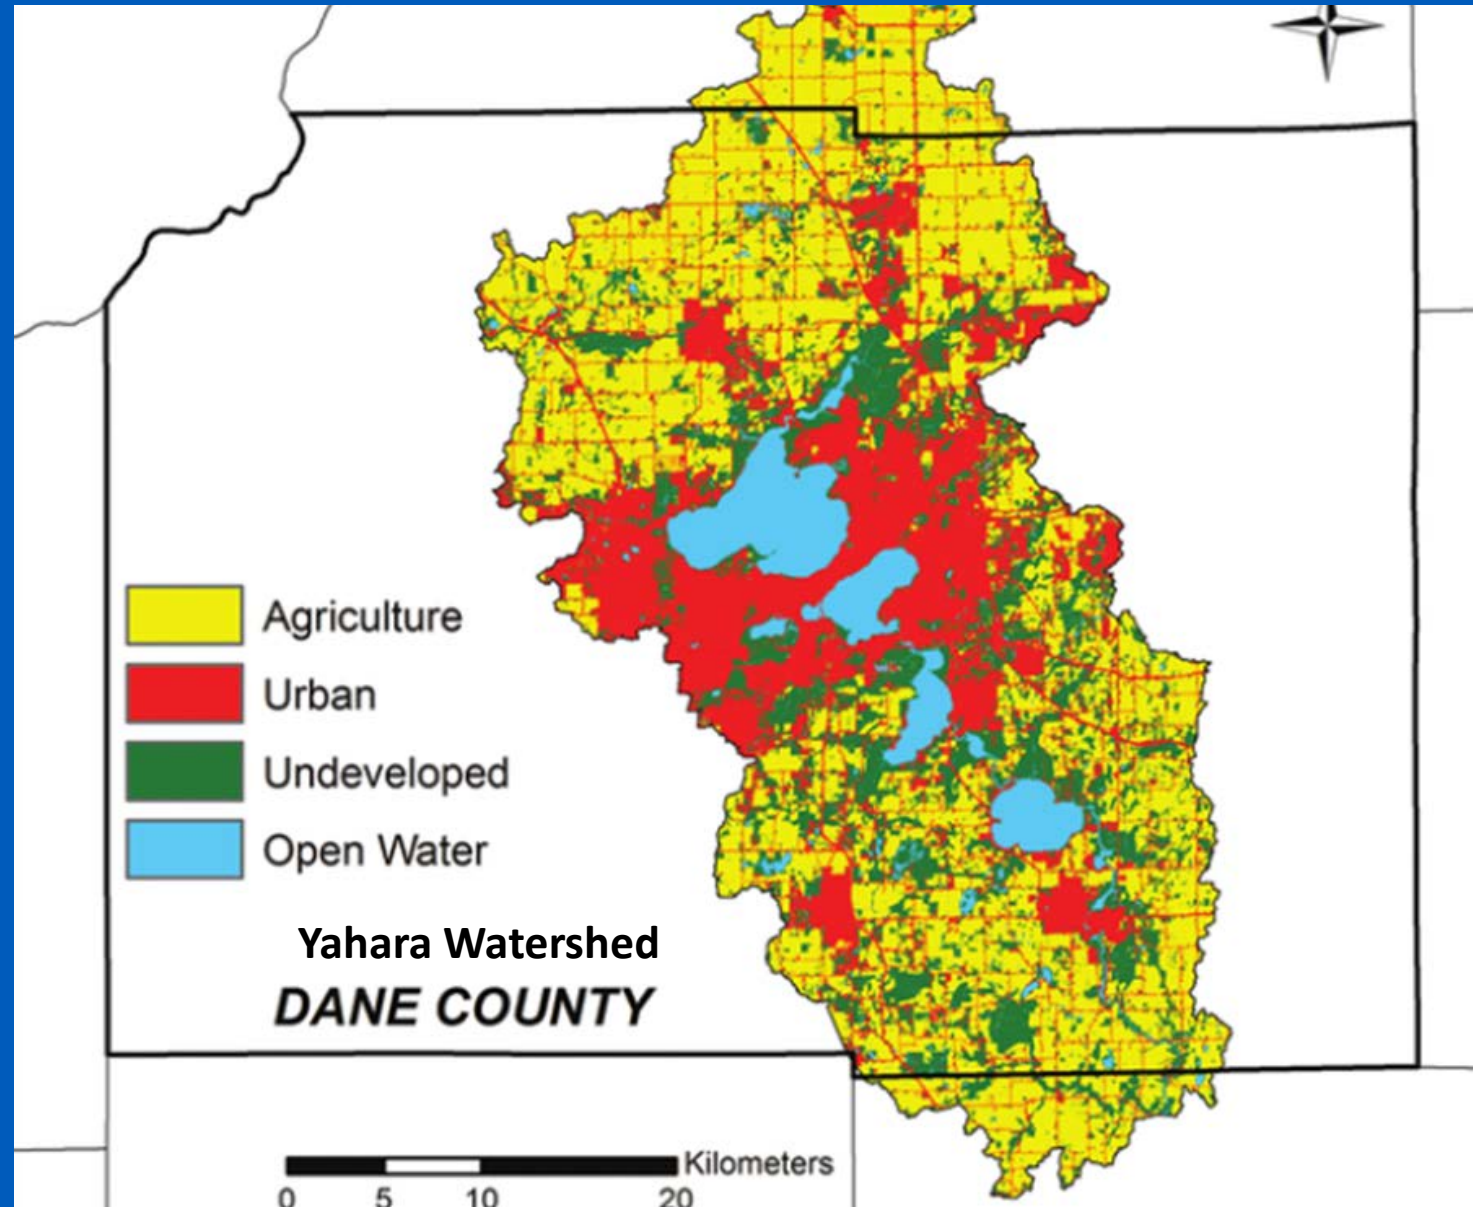 Agriculture
Urban
Undeveloped
Open Water
Yahara Watershed
DANE COUNTY
Kilometers
0 5 10 20